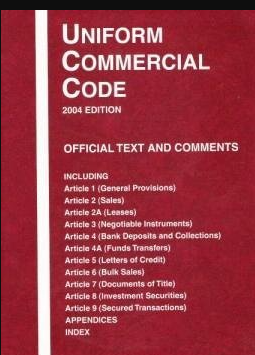 UNIFORM
COMMERCIAL
CODE
2004 EDITION
OFFICIAL TEXT AND COMMENTS
INCLUDING
Article 1 (General Provisions)
Article 2 (Sales)
Article 2A (Leases)
Article 3 (Negotiable Instruments)
Article 4 (Bank Deposits and Collections)
Article 4A (Funds Transfers)
Article 5 (Letters of Credit)
Article 6 (Bulk Sales)
Article 7 (Documents of Title)
Article 8 (Investment Securities)
Article 9 (Secured Transactions)
APPENDICES
INDEX